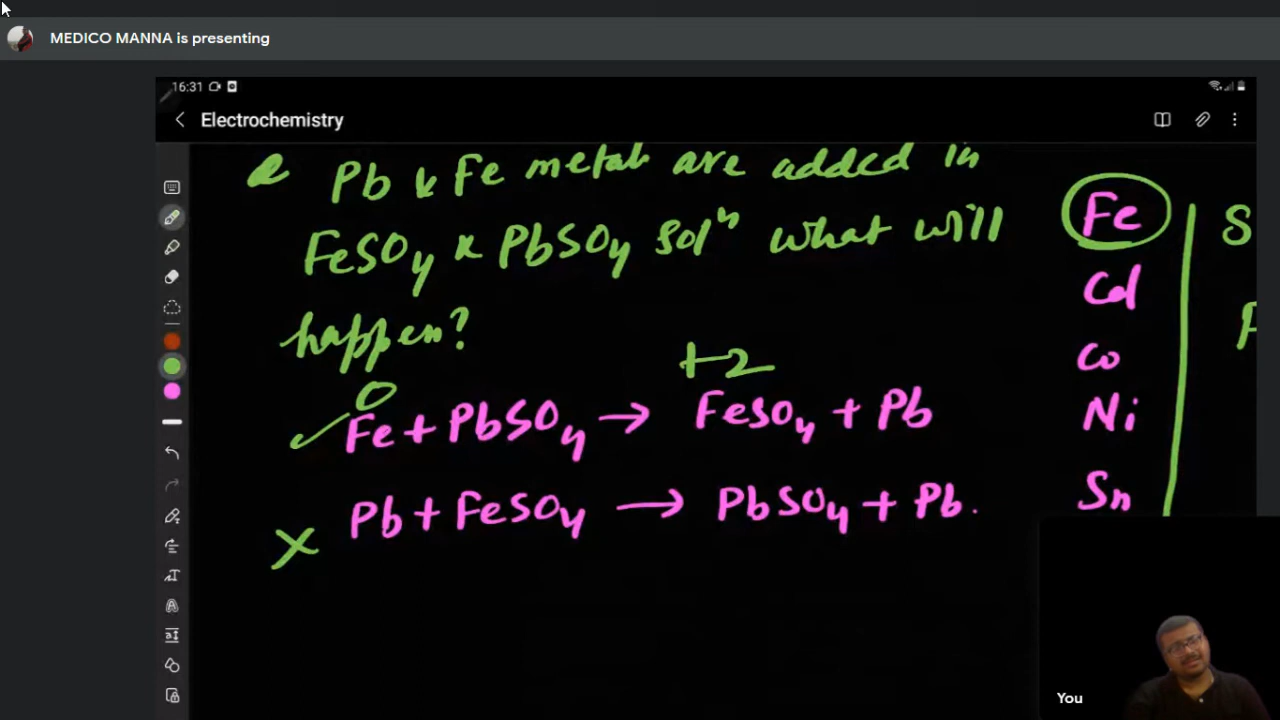 MEDICO MANNA is presenting
16:31
Electrochemistry
Pb & Fe metal are added in
FeSO4 & PbSO4 solⁿ what will
happen?
+2
0
Fe + PbSO4 → FeSO4 + Pb
Pb + FeSO4 → PbSO4 + Pb.
Fe
Cd
Co
Ni
Sn
S
You